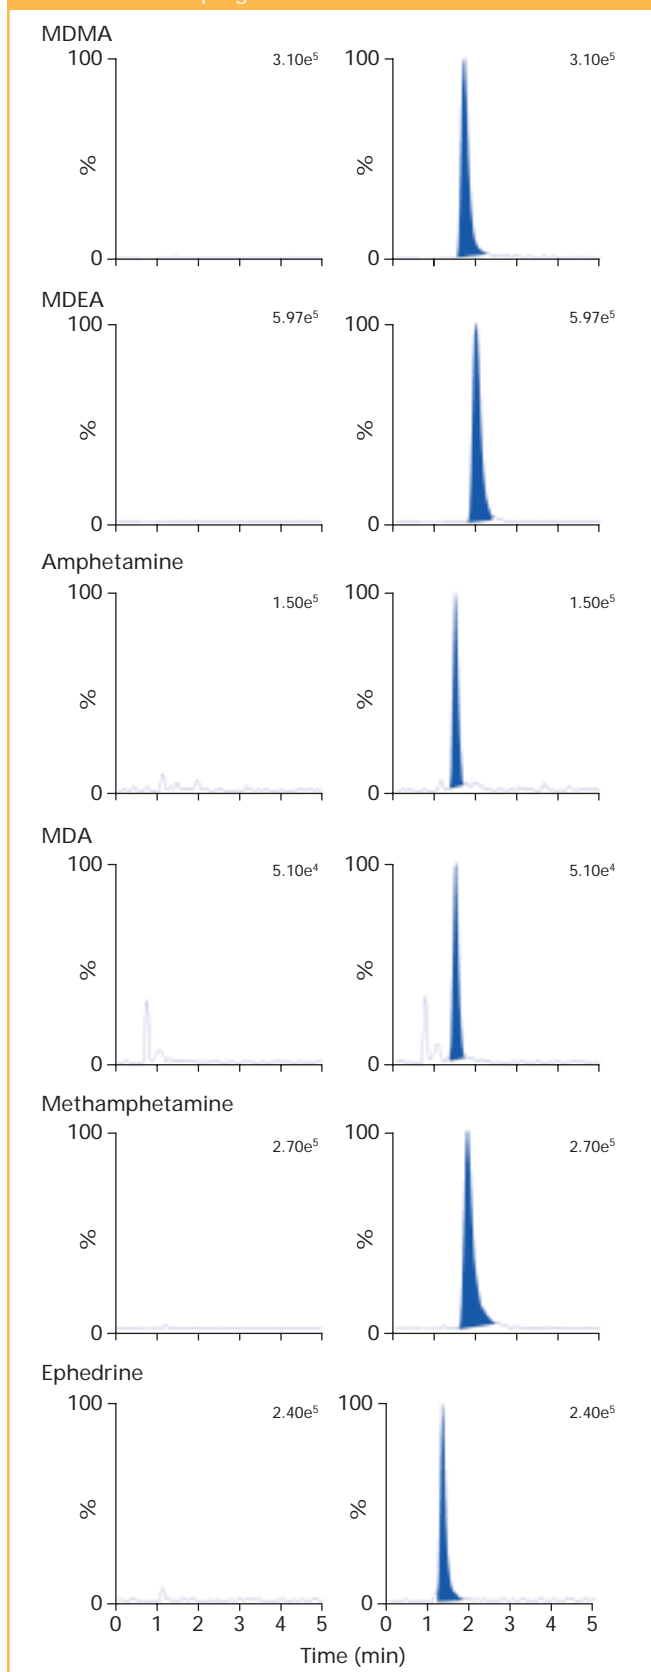 MDMA
100 3.10e⁵ 100 3.10e⁵
% %
0 0
MDEA
100 5.97e⁵ 100 5.97e⁵
% %
0 0
Amphetamine
100 1.50e⁵ 100 1.50e⁵
% %
0 0
MDA
100 5.10e⁴ 100 5.10e⁴
% %
0 0
Methamphetamine
100 2.70e⁵ 100 2.70e⁵
% %
0 0
Ephedrine
100 2.40e⁵ 100 2.40e⁵
% %
0 0
0 1 2 3 4 5 0 1 2 3 4 5
Time (min)